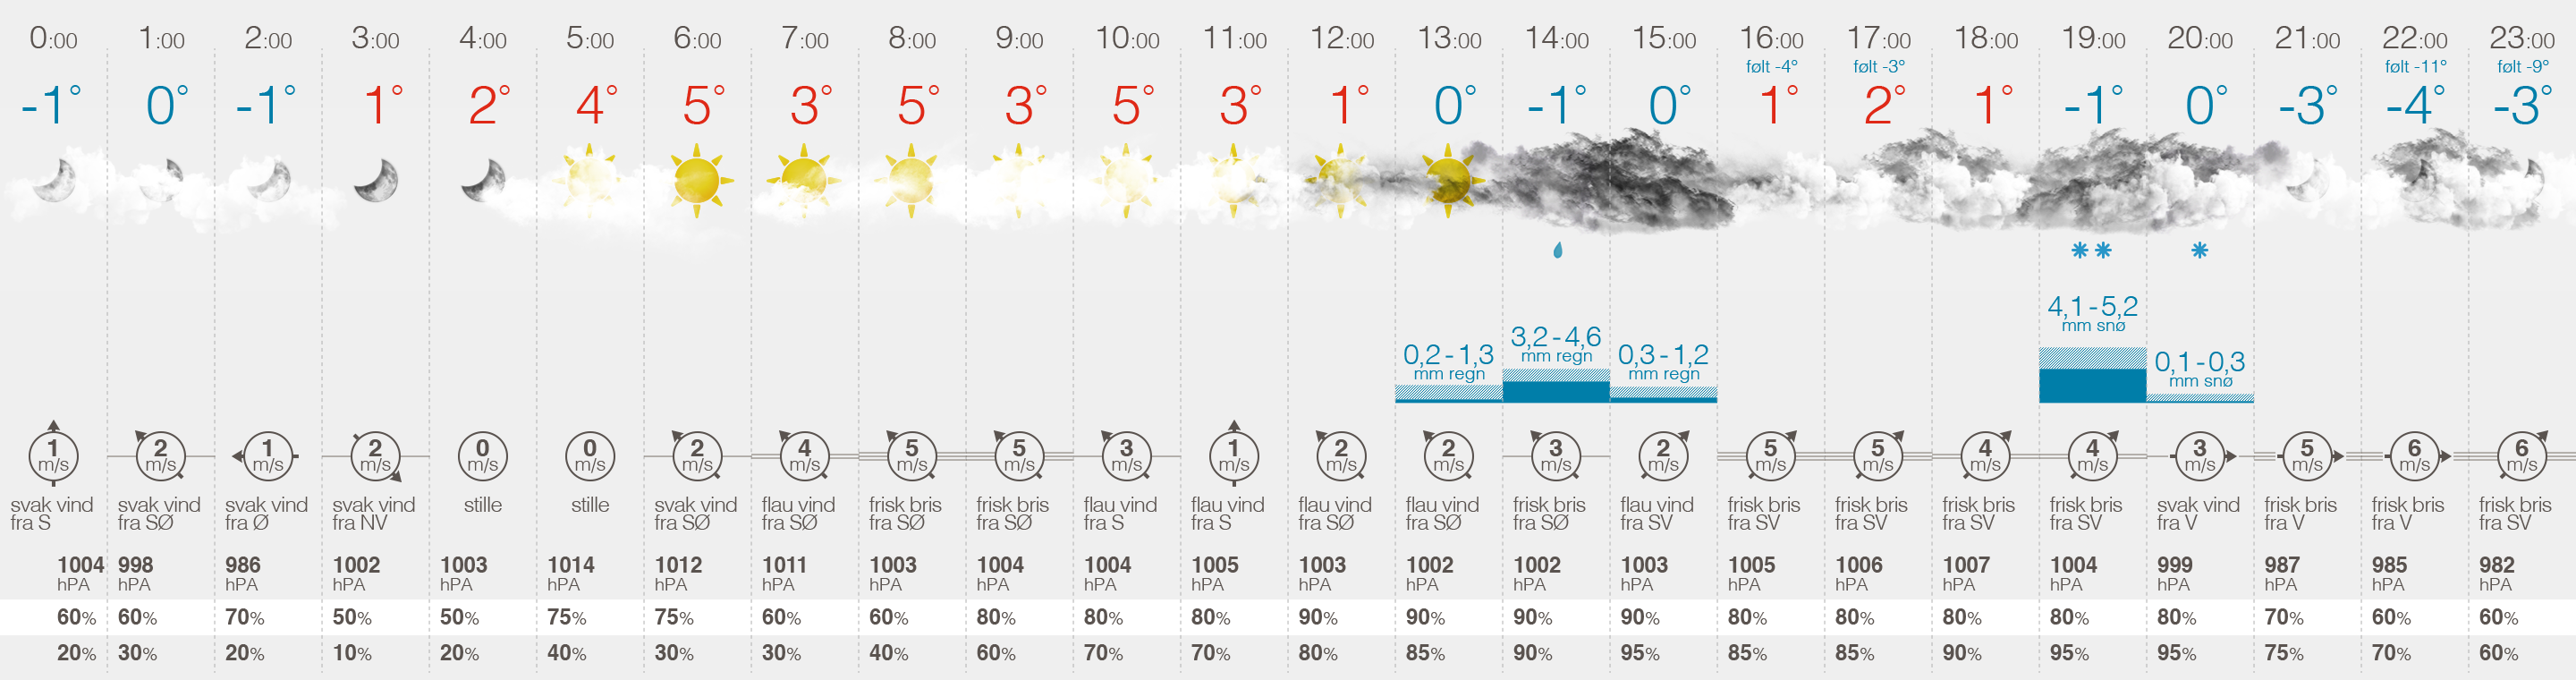 0:00 1:00 2:00 3:00 4:00 5:00 6:00 7:00 8:00 9:00 10:00 11:00 12:00 13:00 14:00 15:00 16:00 17:00 18:00 19:00 20:00 21:00 22:00 23:00
følt -4° følt -3° følt -11° følt -9°
-1° 0° -1° 1° 2° 4° 5° 3° 5° 3° 5° 3° 1° 0° -1° 0° 1° 2° 1° -1° 0° -3° -4° -3°
0,2-1,3 3,2-4,6 0,3-1,2 4,1-5,2 0,1-0,3
mm regn mm regn mm regn mm snø mm snø
1 2 1 2 0 0 2 4 5 5 3 1 2 2 3 2 5 5 4 4 3 5 6 6
m/s m/s m/s m/s m/s m/s m/s m/s m/s m/s m/s m/s m/s m/s m/s m/s m/s m/s m/s m/s m/s m/s m/s m/s
svak vind svak vind svak vind svak vind stille stille svak vind flau vind frisk bris frisk bris flau vind flau vind flau vind flau vind frisk bris flau vind frisk bris frisk bris frisk bris frisk bris svak vind frisk bris frisk bris frisk bris
fra S fra SØ fra Ø fra NV fra SØ fra SØ fra SØ fra SØ fra S fra S fra SØ fra SØ fra SØ fra SV fra SV fra SV fra SV fra SV fra V fra V fra V fra SV
1004 998 986 1002 1003 1014 1012 1011 1003 1004 1004 1005 1003 1002 1002 1003 1005 1006 1007 1004 999 987 985 982
hPA hPA hPA hPA hPA hPA hPA hPA hPA hPA hPA hPA hPA hPA hPA hPA hPA hPA hPA hPA hPA hPA hPA hPA
60% 60% 70% 50% 50% 75% 75% 60% 60% 80% 80% 80% 90% 90% 90% 90% 80% 80% 80% 80% 80% 70% 60% 60%
20% 30% 20% 10% 20% 40% 30% 30% 40% 60% 70% 70% 80% 85% 90% 95% 85% 85% 90% 95% 95% 75% 70% 60%